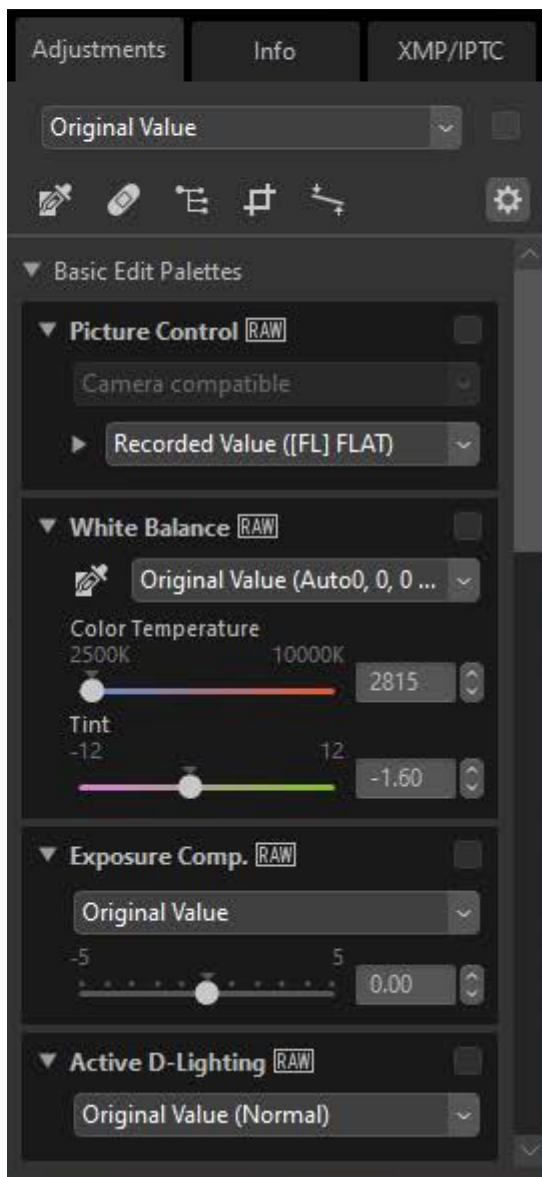 Adjustments Info XMP/IPTC
Original Value
Basic Edit Palettes
Picture Control RAW
Camera compatible
Recorded Value ([FL] FLAT)
White Balance RAW
Original Value (Auto0, 0, 0 ...
Color Temperature
2500K 10000K
2815
Tint
-12 12
-1.60
Exposure Comp. RAW
Original Value
-5 5
0.00
Active D-Lighting RAW
Original Value (Normal)